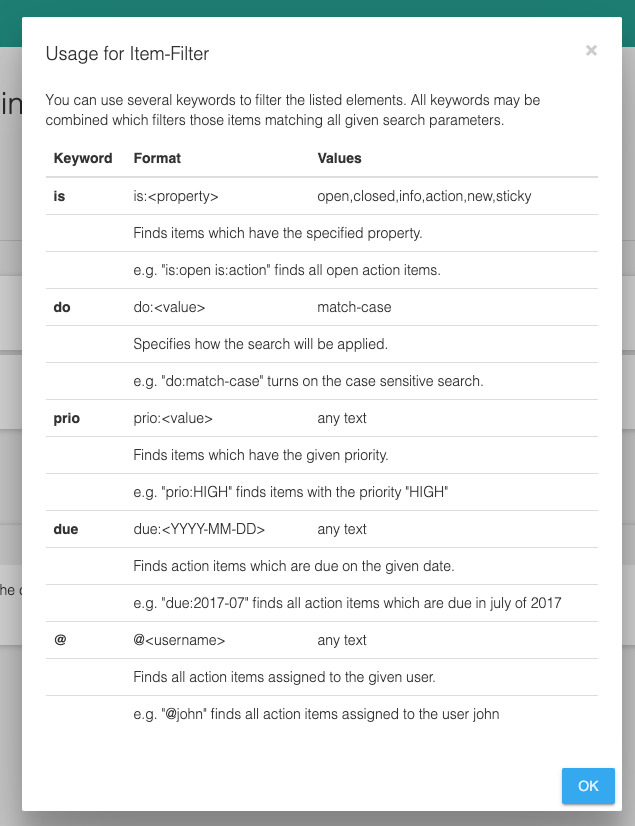 Usage for Item-Filter ×
in
You can use several keywords to filter the listed elements. All keywords may be
combined which filters those items matching all given search parameters.
Keyword Format Values
is is:<property> open,closed,info,action,new,sticky
Finds items which have the specified property.
e.g. "is:open is:action" finds all open action items.
do do:<value> match-case
Specifies how the search will be applied.
e.g. "do:match-case" turns on the case sensitive search.
prio prio:<value> any text
Finds items which have the given priority.
e.g. "prio:HIGH" finds items with the priority "HIGH"
due due:<YYYY-MM-DD> any text
Finds action items which are due on the given date.
he
e.g. "due:2017-07" finds all action items which are due in july of 2017
@ @<username> any text
Finds all action items assigned to the given user.
e.g. "@john" finds all action items assigned to the user john
OK